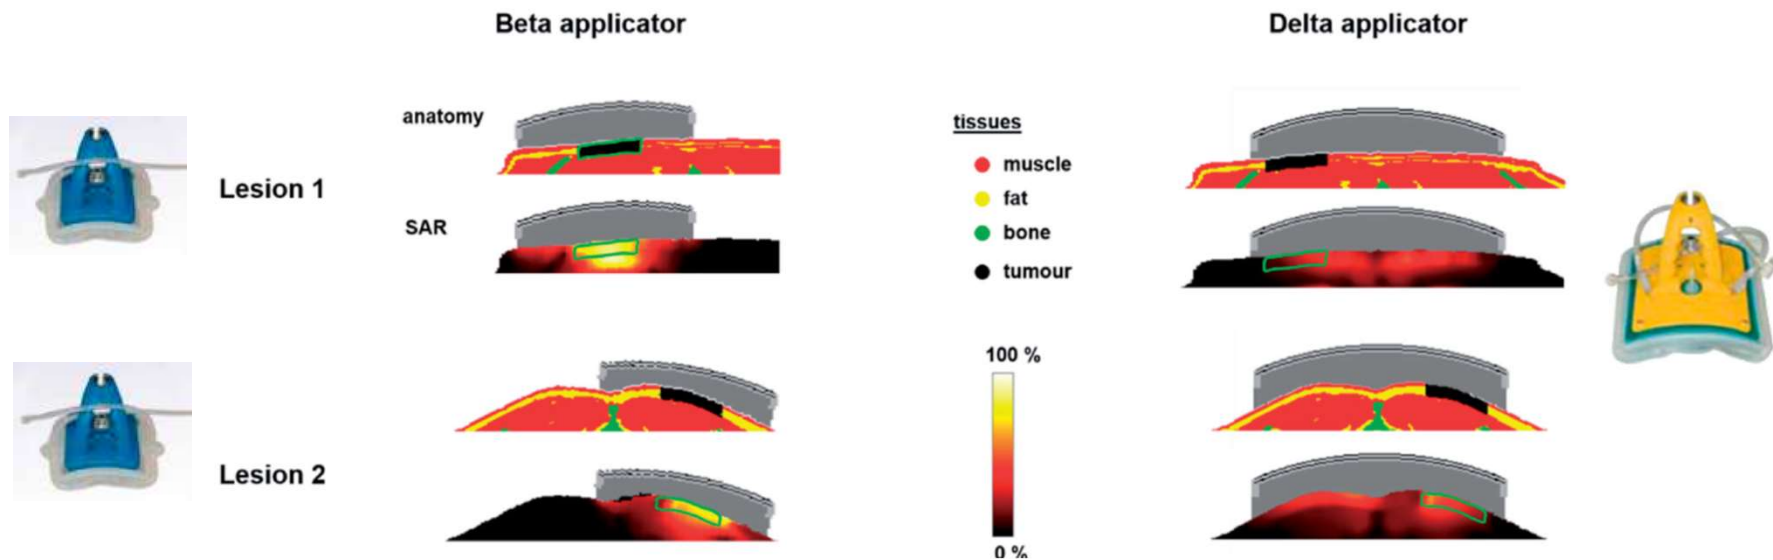 Beta applicator
Delta applicator
anatomy
tissues
muscle
Lesion 1
fat
SAR
bone
tumour
100 %
Lesion 2
0 %